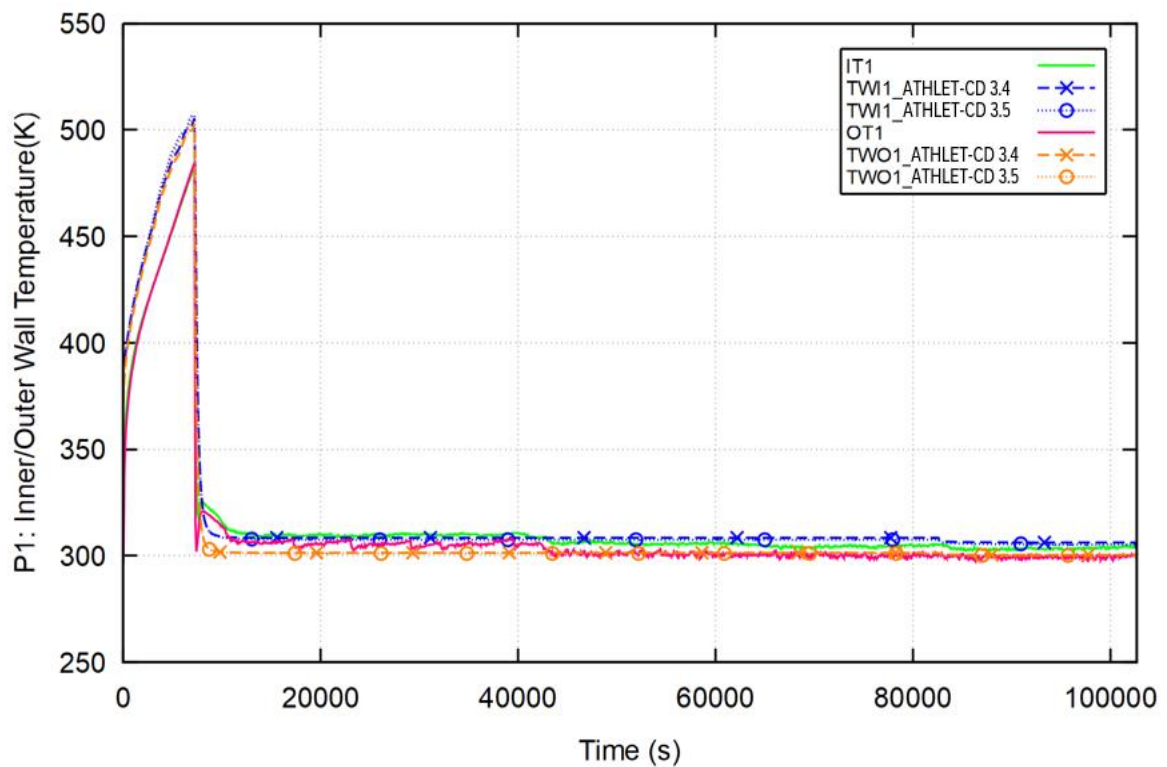 550
500
450
400
350
300
250
P1: Inner/Outer Wall Temperature(K)
IT1
TWI1_ATHLET-CD 3.4
TWI1_ATHLET-CD 3.5
OT1
TWO1_ATHLET-CD 3.4
TWO1_ATHLET-CD 3.5
0 20000 40000 60000 80000 100000
Time (s)